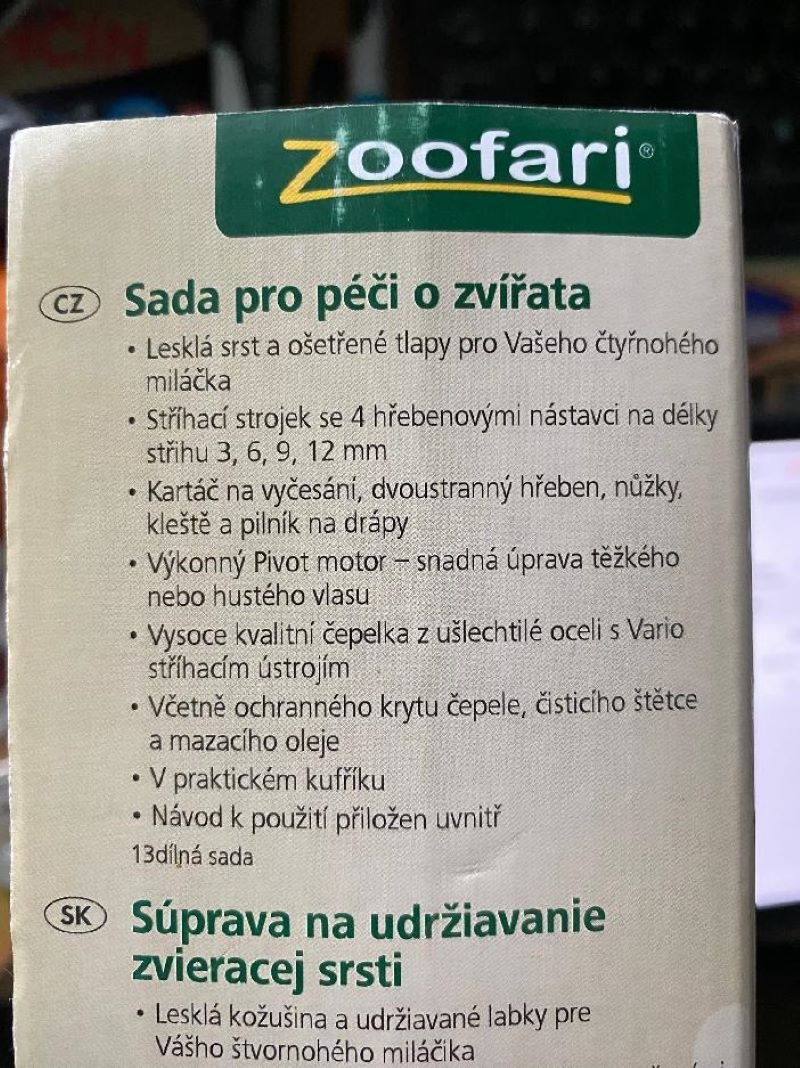 zoofari®
CZ Sada pro péči o zvířata
• Lesklá srst a ošetřené tlapy pro Vašeho čtyřnohého
miláčka
• Stříhací strojek se 4 hřebenovými nástavci na délky
střihu 3, 6, 9, 12 mm
• Kartáč na vyčesání, dvoustranný hřeben, nůžky,
kleště a pilník na drápy
• Výkonný Pivot motor – snadná úprava těžkého
nebo hustého vlasu
• Vysoce kvalitní čepelka z ušlechtilé oceli s Vario
stříhacím ústrojím
• Včetně ochranného krytu čepele, čisticího štětce
a mazacího oleje
• V praktickém kufříku
• Návod k použití přiložen uvnitř
13dílná sada
SK Súprava na udržiavanie
zvieracej srsti
• Lesklá kožušina a udržiavané labky pre
Vášho štvornohého miláčika